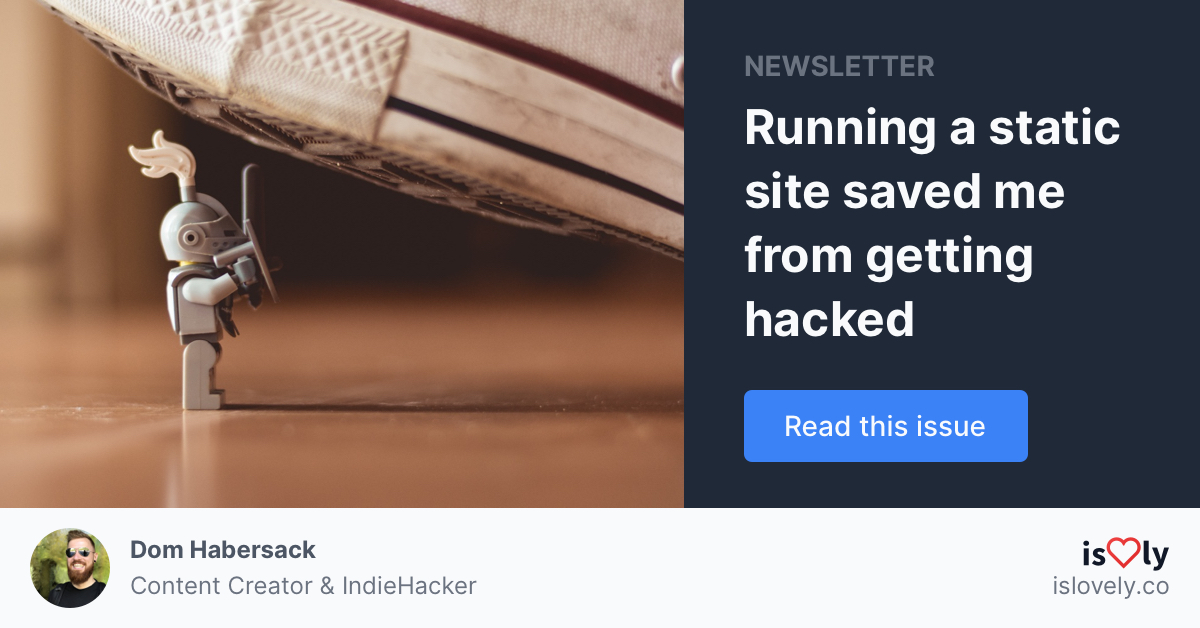 NEWSLETTER
Running a static
site saved me
from getting
hacked
Read this issue
Dom Habersack
Content Creator & IndieHacker
is♡ly
islovely.co